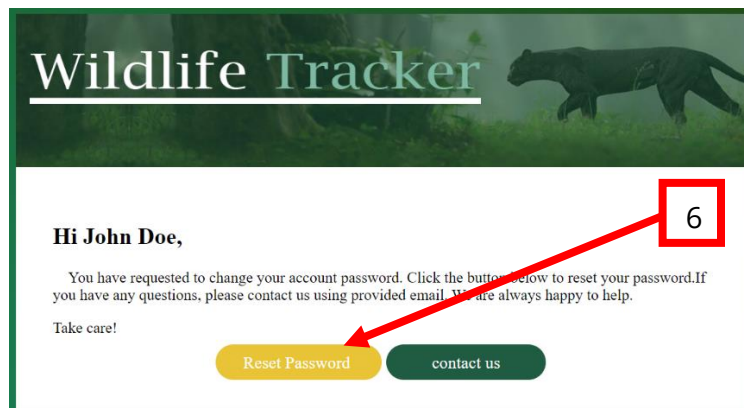 Wildlife Tracker
6
Hi John Doe,
You have requested to change your account password. Click the button below to reset your password.If
you have any questions, please contact us using provided email. We are always happy to help.
Take care!
Reset Password
contact us